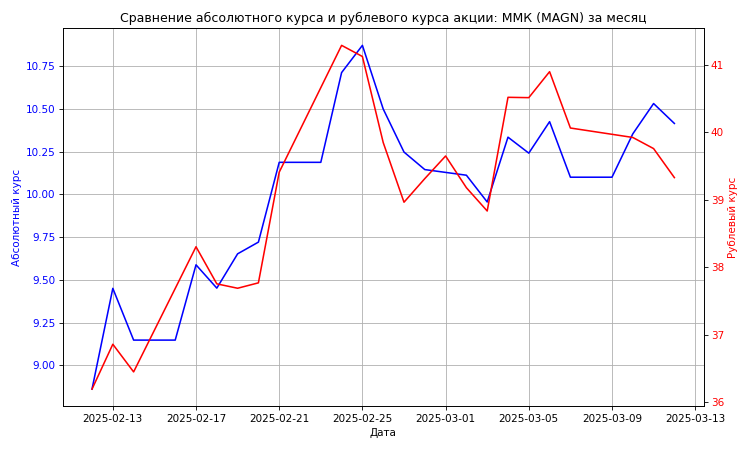 Сравнение абсолютного курса и рублевого курса акции: ММК (MAGN) за месяц
10.75
10.50
10.25
10.00
9.75
9.50
9.25
9.00
Абсолютный курс
41
40
39
38
37
36
Рублевый курс
2025-02-13 2025-02-17 2025-02-21 2025-02-25 2025-03-01 2025-03-05 2025-03-09 2025-03-13
Дата